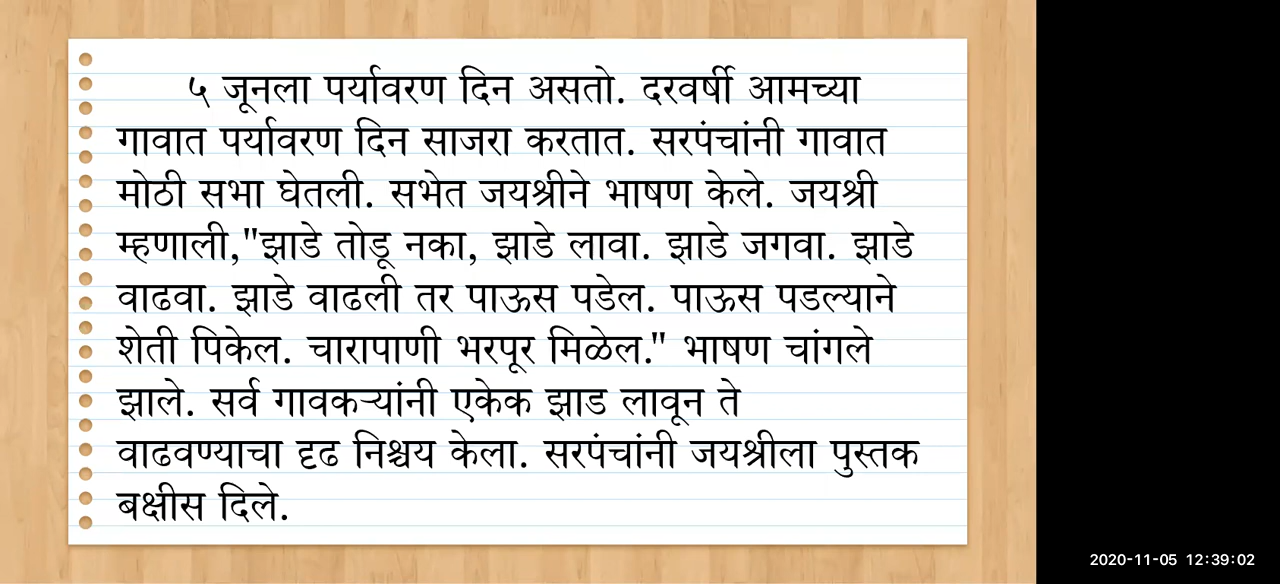 ५ जूनला पर्यावरण दिन असतो. दरवर्षी आमच्या
गावात पर्यावरण दिन साजरा करतात. सरपंचांनी गावात
मोठी सभा घेतली. सभेत जयश्रीने भाषण केले. जयश्री
म्हणाली,"झाडे तोडू नका, झाडे लावा. झाडे जगवा. झाडे
वाढवा. झाडे वाढली तर पाऊस पडेल. पाऊस पडल्याने
शेती पिकेल. चारापाणी भरपूर मिळेल." भाषण चांगले
झाले. सर्व गावकऱ्यांनी एकेक झाड लावून ते
वाढवण्याचा दृढ निश्चय केला. सरपंचांनी जयश्रीला पुस्तक
बक्षीस दिले.
2020-11-05 12:39:02